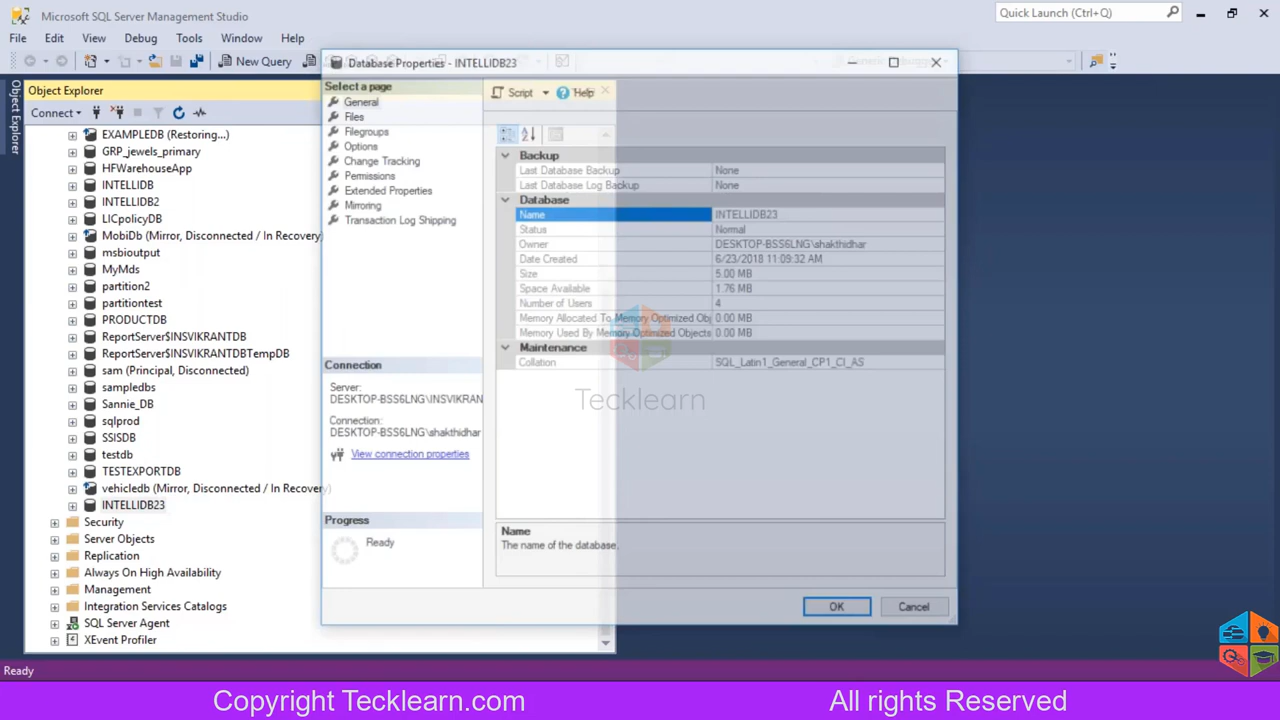 Microsoft SQL Server Management Studio
Quick Launch (Ctrl+Q)
File Edit View Debug Tools Window Help
New Query
Object Explorer
Object Explorer
Connect
EXAMPLEDB (Restoring...)
GRP_jewels_primary
HFWarehouseApp
INTELLIDB
INTELLIDB2
LICpolicyDB
MobiDb (Mirror, Disconnected / In Recovery)
msbioutput
MyMds
partition2
partitiontest
PRODUCTDB
ReportServer$INSVIKRANTDB
ReportServer$INSVIKRANTDBTempDB
sam (Principal, Disconnected)
sampledbs
Sannie_DB
sqlprod
SSISDB
testdb
TESTEXPORTDB
vehicledb (Mirror, Disconnected / In Recovery)
INTELLIDB23
Security
Server Objects
Replication
Always On High Availability
Management
Integration Services Catalogs
SQL Server Agent
XEvent Profiler
Database Properties - INTELLIDB23
Select a page
General
Files
Filegroups
Options
Change Tracking
Permissions
Extended Properties
Mirroring
Transaction Log Shipping
Connection
Server:
DESKTOP-BSS6LNG\INSVIKRAN
Connection:
DESKTOP-BSS6LNG\shakthidhar
View connection properties
Progress
Ready
Script Help
Backup
Last Database Backup None
Last Database Log Backup None
Database
Name INTELLIDB23
Status Normal
Owner DESKTOP-BSS6LNG\shakthidhar
Date Created 6/23/2018 11:09:32 AM
Size 5.00 MB
Space Available 1.76 MB
Number of Users 4
Memory Allocated To Memory Optimized Obj 0.00 MB
Memory Used By Memory Optimized Objects 0.00 MB
Maintenance
Collation SQL_Latin1_General_CP1_CI_AS
Tecklearn
Name
The name of the database.
OK Cancel
Ready
Copyright Tecklearn.com All rights Reserved